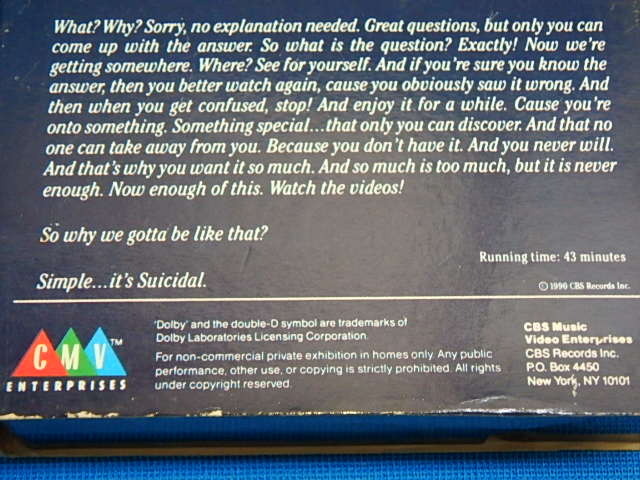 What? Why? Sorry, no explanation needed. Great questions, but only you can
come up with the answer. So what is the question? Exactly! Now we're
getting somewhere. Where? See for yourself. And if you're sure you know the
answer, then you better watch again, cause you obviously saw it wrong. And
then when you get confused, stop! And enjoy it for a while. Cause you're
onto something. Something special...that only you can discover. And that no
one can take away from you. Because you don't have it. And you never will.
And that's why you want it so much. And so much is too much, but it is never
enough. Now enough of this. Watch the videos!
So why we gotta be like that?
Running time: 43 minutes
Simple...it's Suicidal.
© 1990 CBS Records Inc.
CMV™
ENTERPRISES
'Dolby' and the double-D symbol are trademarks of
Dolby Laboratories Licensing Corporation.
For non-commercial private exhibition in homes only. Any public
performance, other use, or copying is strictly prohibited. All rights
under copyright reserved.
CBS Music
Video Enterprises
CBS Records Inc.
P.O. Box 4450
New York, NY 10101